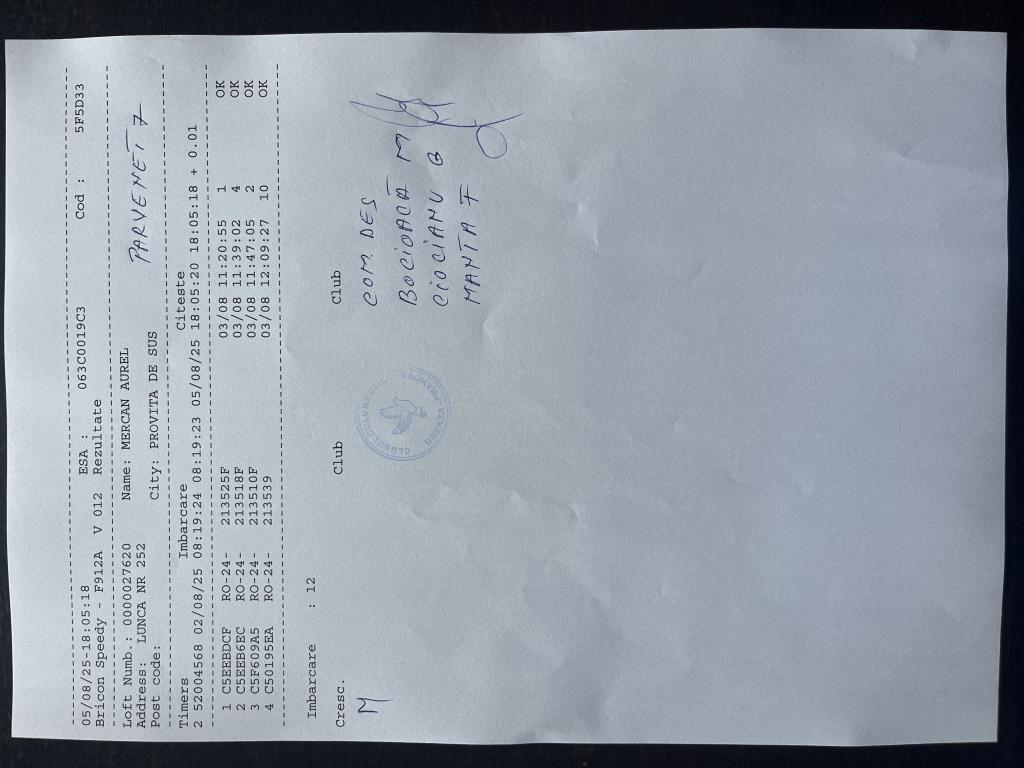 05/08/25-18:05:18 ESA : 063C0019C3 Cod : 5F5D33
Bricon Speedy - F912A V 012 Rezultate
Loft Numb.: 0000027620 Name: MERCAN AUREL
Address: LUNCA NR 252
Post code: City: PROVITA DE SUS
PARVENET 7
Timers Imbarcare Citeste
2 52004568 02/08/25 08:19:24 08:19:23 05/08/25 18:05:20 18:05:18 + 0.01
1 C5EEBDCF RO-24- 213525F 03/08 11:20:55 1 OK
2 C5EEB6EC RO-24- 213518F 03/08 11:39:02 4 OK
3 C5F609A5 RO-24- 213510F 03/08 11:47:05 2 OK
4 C50195EA RO-24- 213539 03/08 12:09:27 10 OK
Imbarcare : 12
Cresc. Club Club
M
COM. DES
BOCIOACĂ M
CIOCIANU G
MANTA F